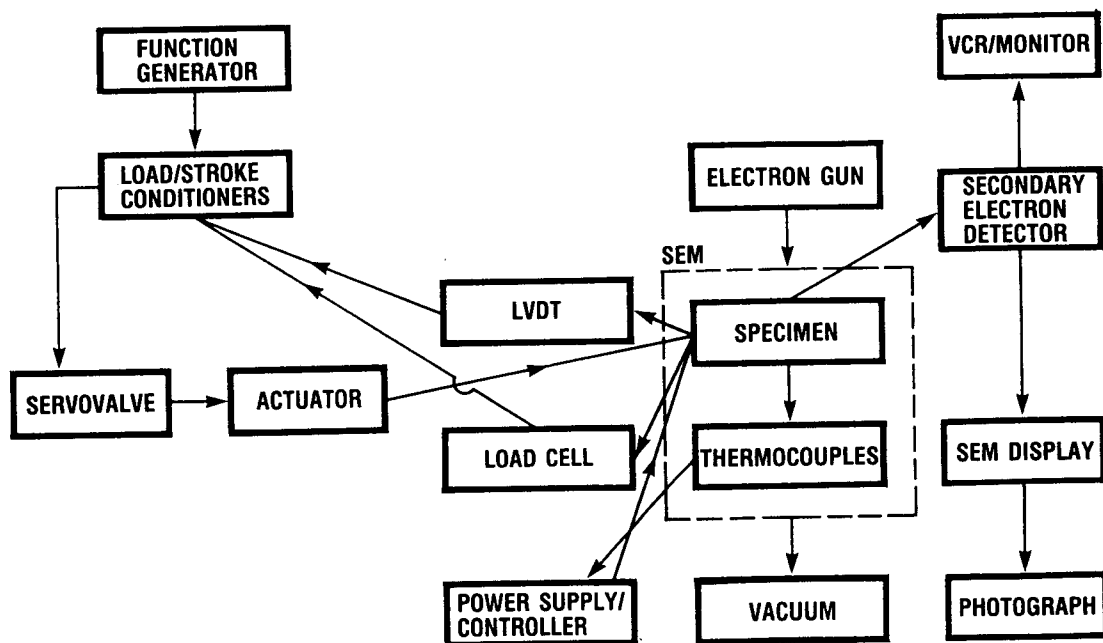 FUNCTION
GENERATOR
VCR/MONITOR
LOAD/STROKE
CONDITIONERS
ELECTRON GUN
SECONDARY
ELECTRON
DETECTOR
SEM
LVDT
SPECIMEN
SERVOVALVE
ACTUATOR
LOAD CELL
THERMOCOUPLES
SEM DISPLAY
POWER SUPPLY/
CONTROLLER
VACUUM
PHOTOGRAPH